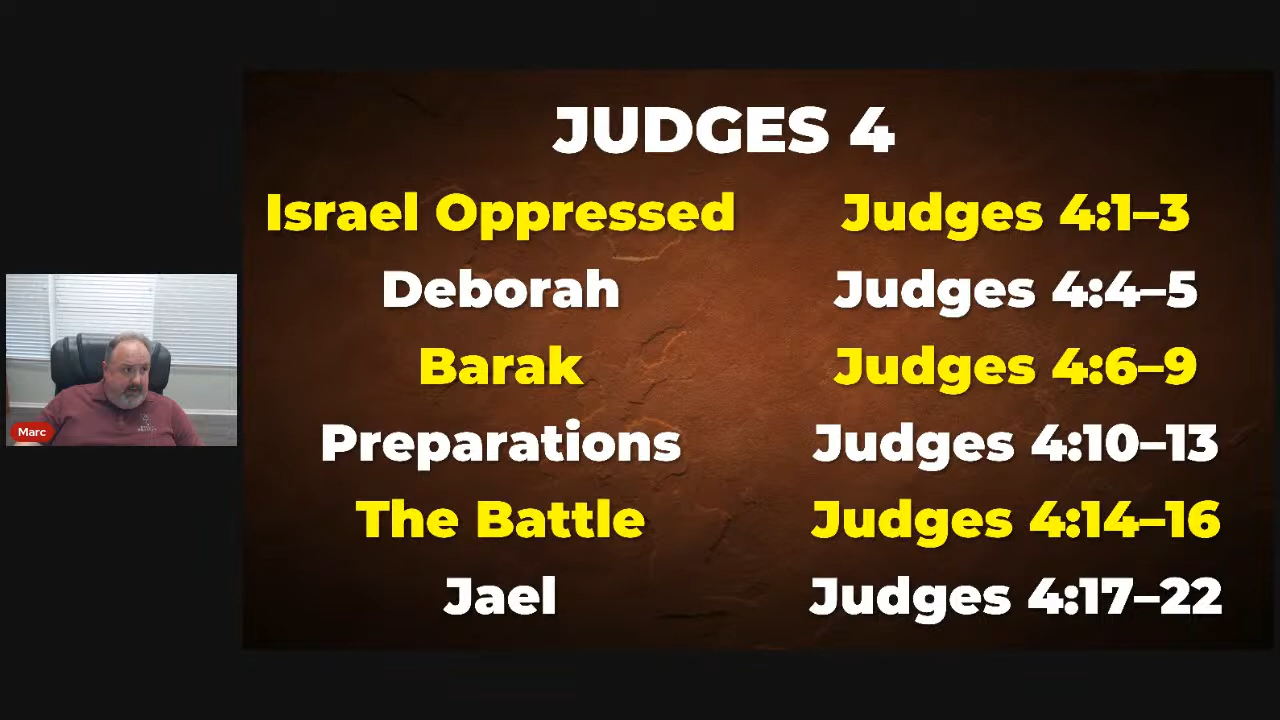 JUDGES 4
Israel Oppressed Judges 4:1–3
Deborah Judges 4:4–5
Barak Judges 4:6–9
Preparations Judges 4:10–13
The Battle Judges 4:14–16
Jael Judges 4:17–22
Marc